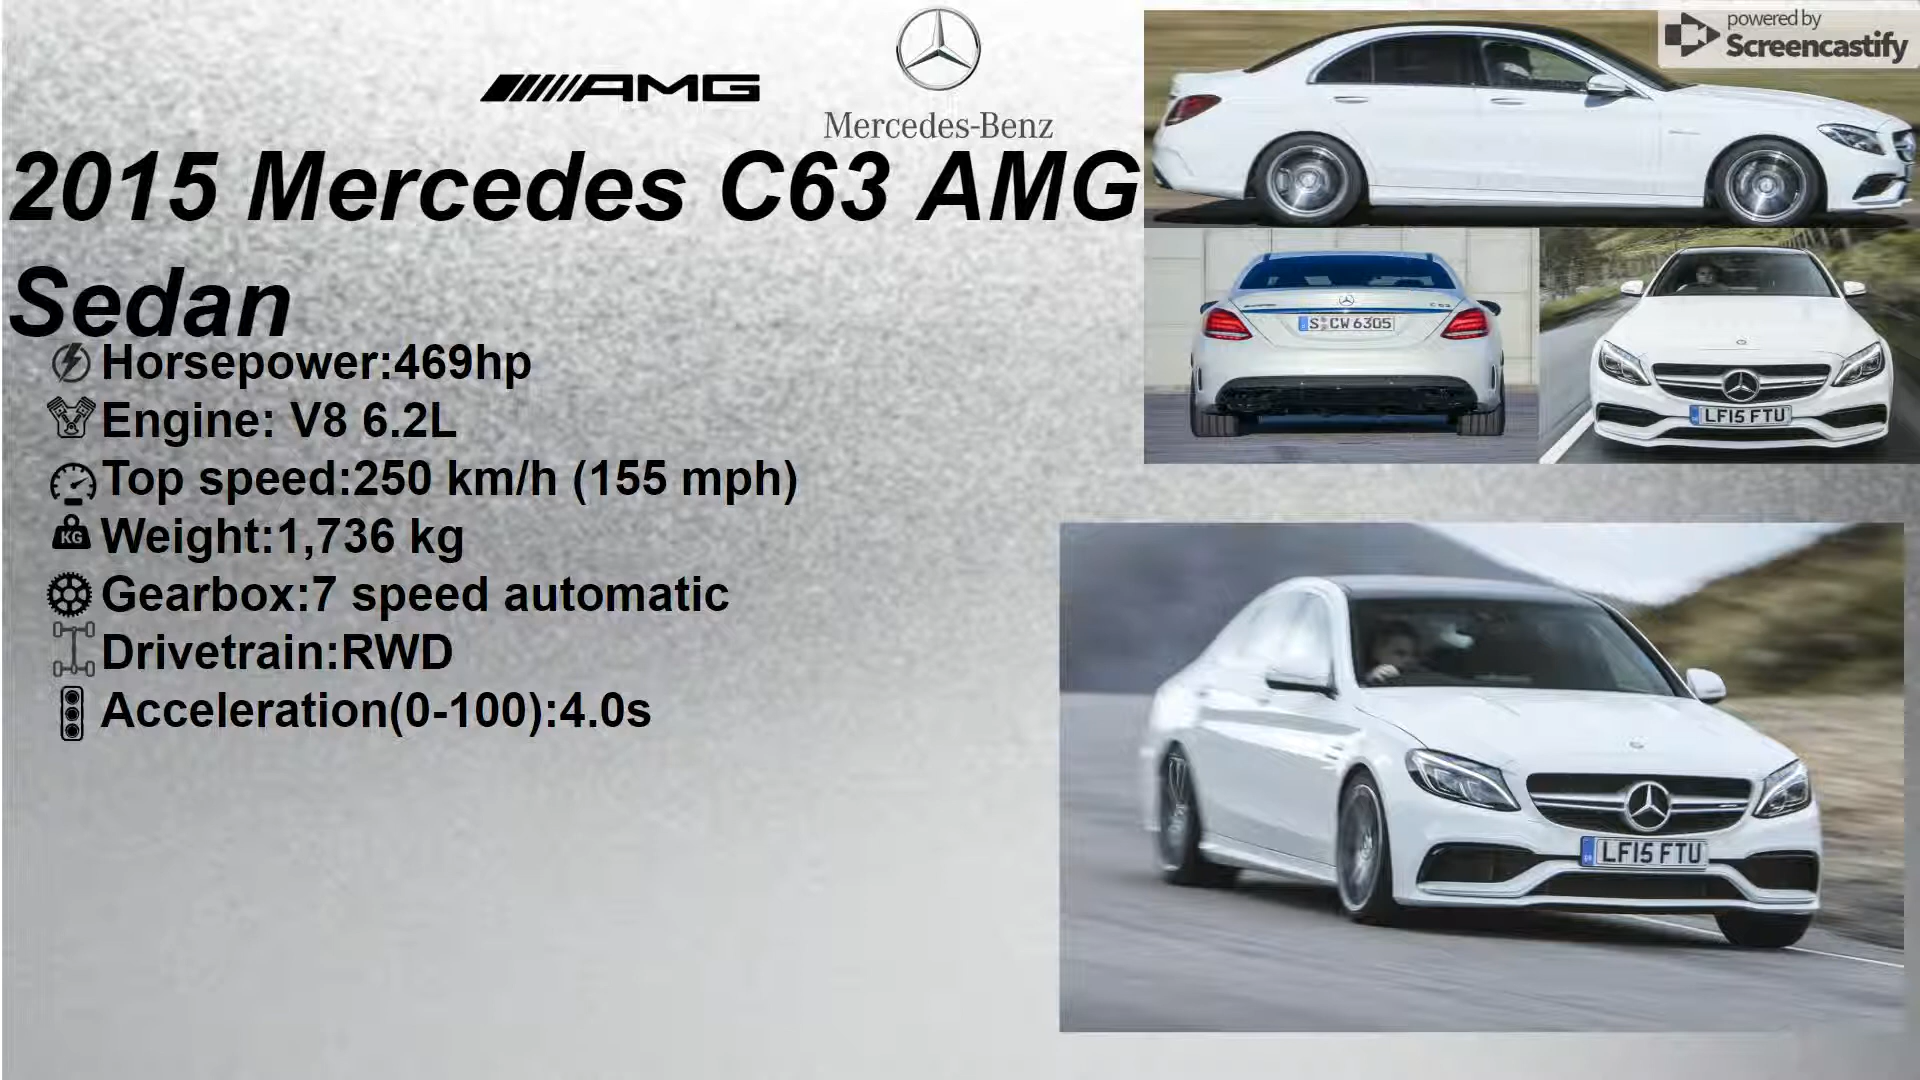 powered by
Screencastify
AMG
Mercedes-Benz
2015 Mercedes C63 AMG
Sedan
Horsepower:469hp
Engine: V8 6.2L
Top speed:250 km/h (155 mph)
KG
Weight:1,736 kg
Gearbox:7 speed automatic
Drivetrain:RWD
Acceleration(0-100):4.0s
S CW 6305
LF15 FTU
LF15 FTU